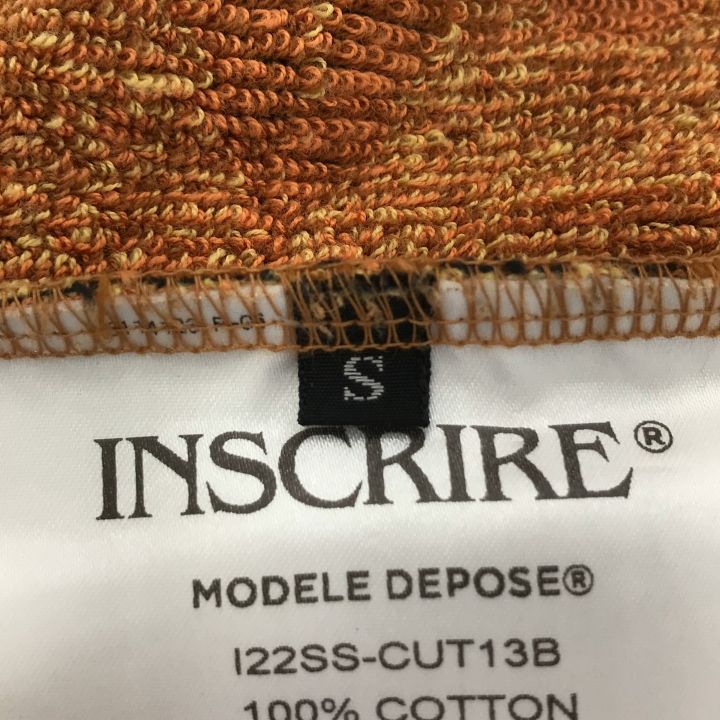 S
INSCRIRE®
MODELE DEPOSE®
I22SS-CUT13B
100% COTTON